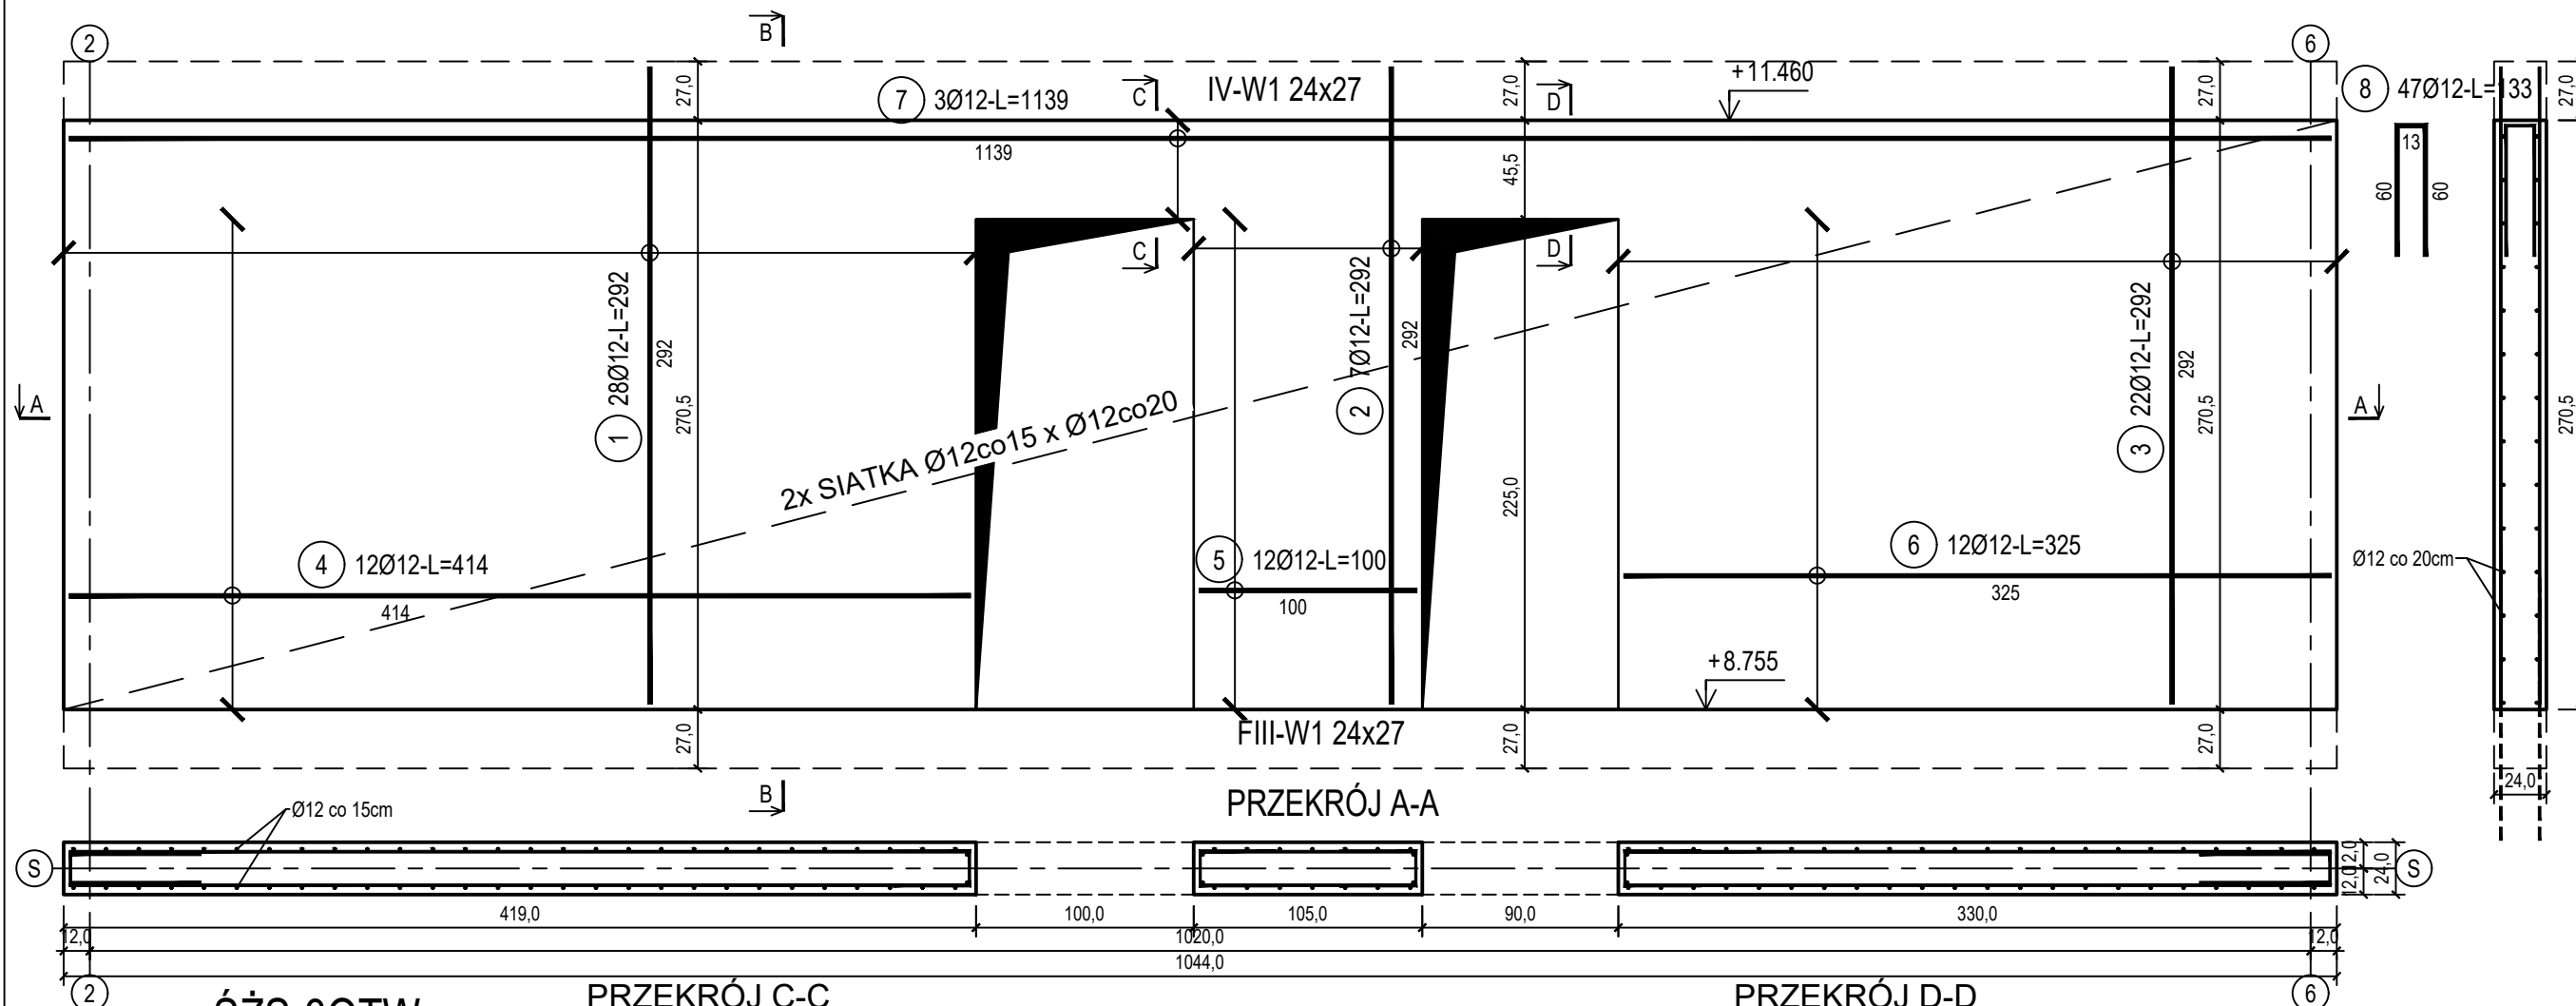 B
2
6
27,0
27,0
27,0
27,0
+11.460
IV-W1 24x27
C
D
7 3Ø12-L=1139
8 47Ø12-L=133
1139
13
60
60
45,5
C
D
1 28Ø12-L=292
292
270,5
2 7Ø12-L=292
292
3 22Ø12-L=292
292
270,5
270,5
A
A
2x SIATKA Ø12co15 x Ø12co20
225,0
4 12Ø12-L=414
414
5 12Ø12-L=100
100
6 12Ø12-L=325
325
Ø12 co 20cm
+8.755
27,0
FIII-W1 24x27
27,0
27,0
24,0
B
PRZEKRÓJ A-A
Ø12 co 15cm
S
S
12,0
12,0
24,0
419,0
100,0
105,0
90,0
330,0
12,0
1020,0
12,0
1044,0
2
6
PRZEKRÓJ C-C
PRZEKRÓJ D-D